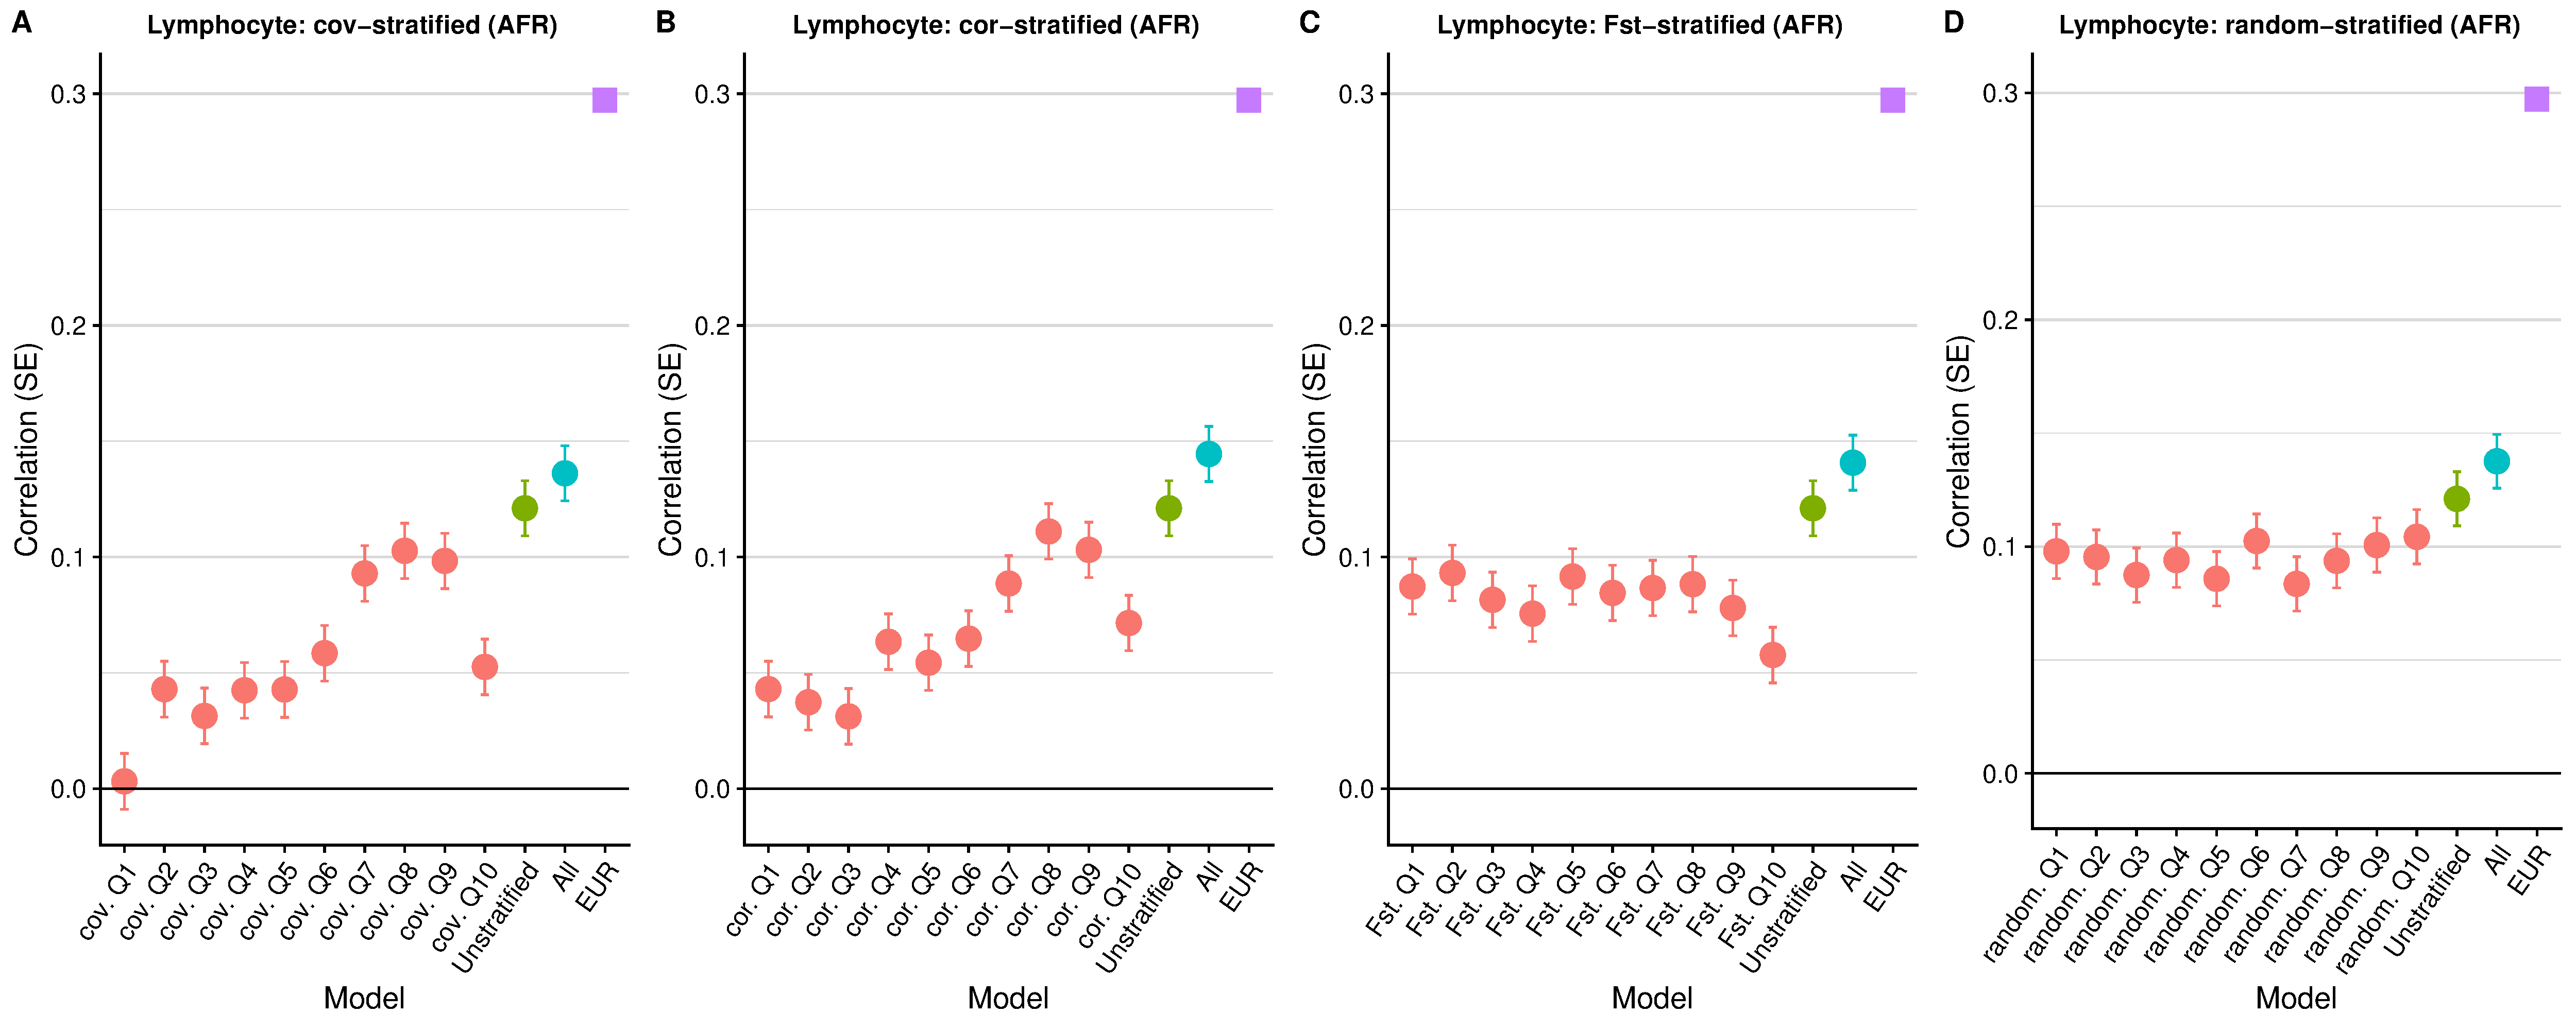 A
Lymphocyte: cov−stratified (AFR)
Correlation (SE)
0.3
0.2
0.1
0.0
cov. Q1
cov. Q2
cov. Q3
cov. Q4
cov. Q5
cov. Q6
cov. Q7
cov. Q8
cov. Q9
cov. Q10
Unstratified
All
EUR
Model
B
Lymphocyte: cor−stratified (AFR)
Correlation (SE)
0.3
0.2
0.1
0.0
cor. Q1
cor. Q2
cor. Q3
cor. Q4
cor. Q5
cor. Q6
cor. Q7
cor. Q8
cor. Q9
cor. Q10
Unstratified
All
EUR
Model
C
Lymphocyte: Fst−stratified (AFR)
Correlation (SE)
0.3
0.2
0.1
0.0
Fst. Q1
Fst. Q2
Fst. Q3
Fst. Q4
Fst. Q5
Fst. Q6
Fst. Q7
Fst. Q8
Fst. Q9
Fst. Q10
Unstratified
All
EUR
Model
D
Lymphocyte: random−stratified (AFR)
Correlation (SE)
0.3
0.2
0.1
0.0
random. Q1
random. Q2
random. Q3
random. Q4
random. Q5
random. Q6
random. Q7
random. Q8
random. Q9
random. Q10
Unstratified
All
EUR
Model